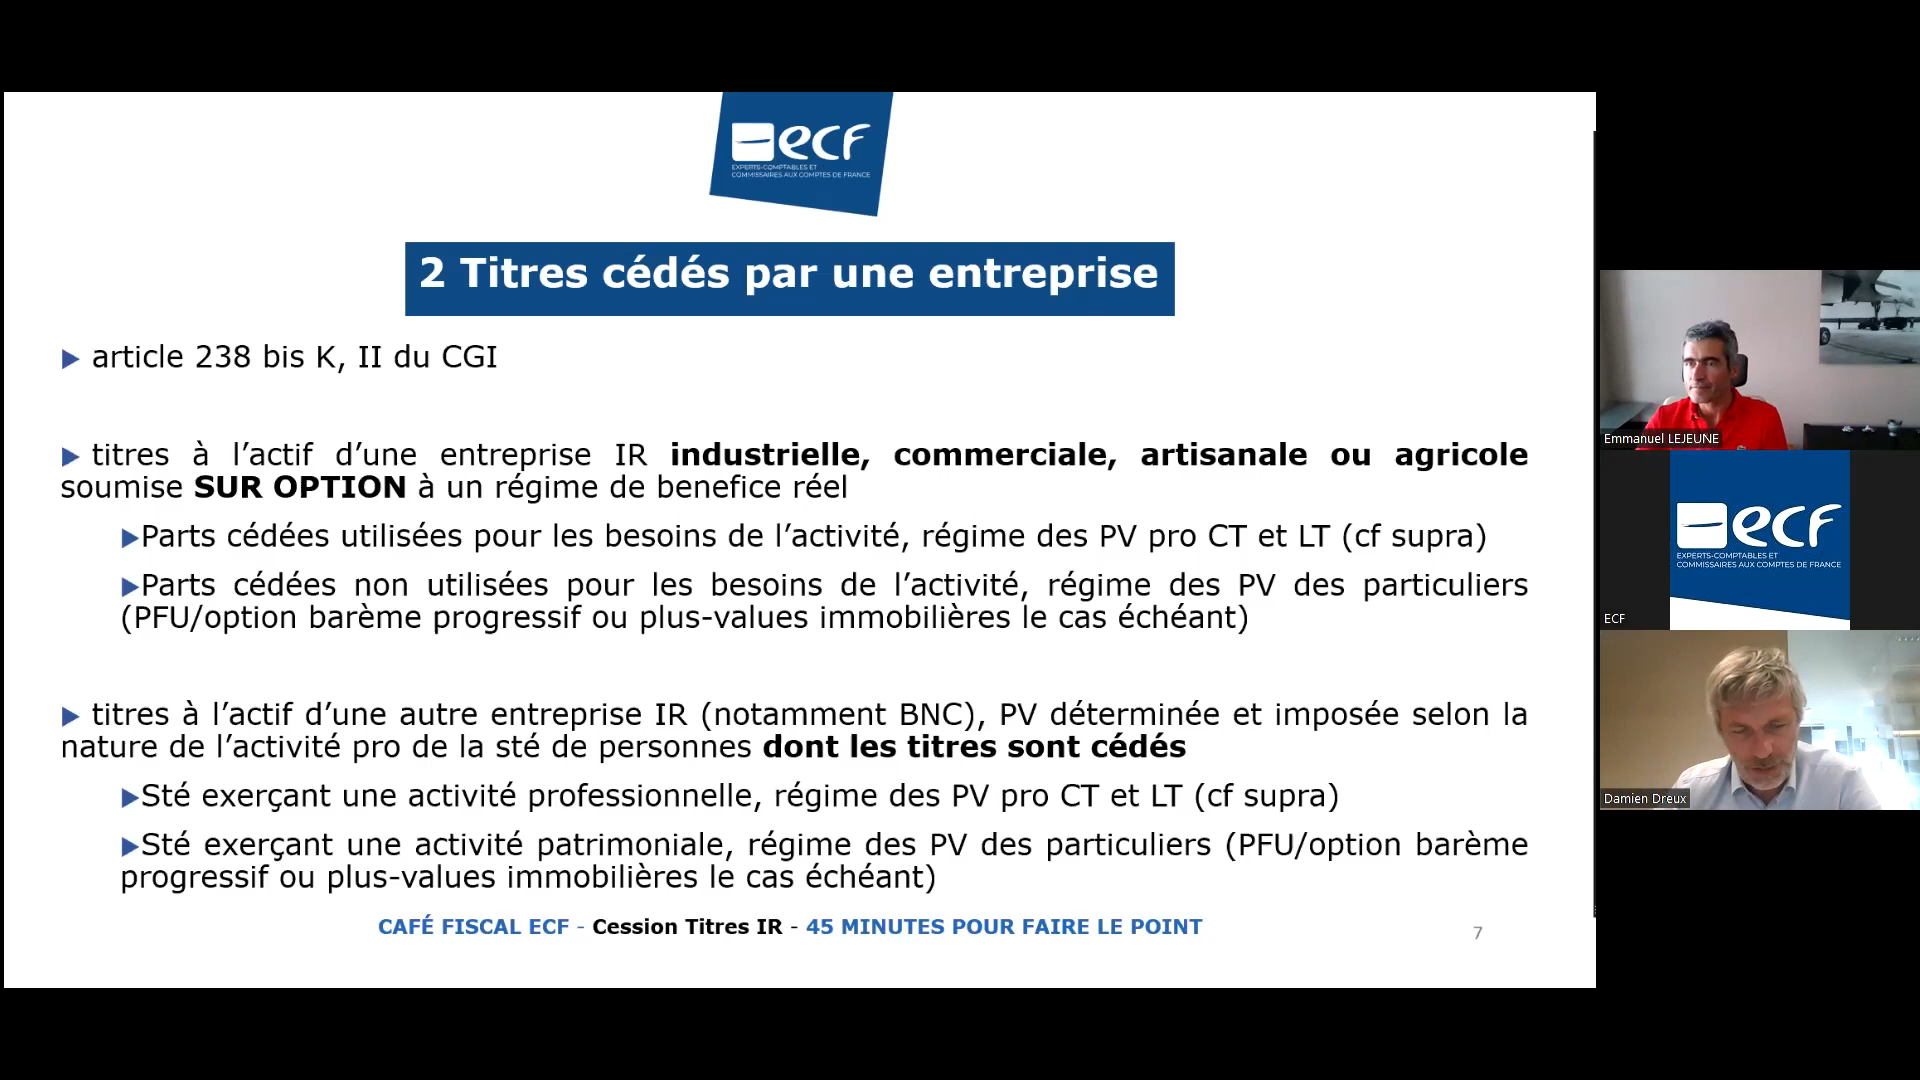 ecf
EXPERTS-COMPTABLES ET
COMMISSAIRES AUX COMPTES DE FRANCE
2 Titres cédés par une entreprise
article 238 bis K, II du CGI
titres à l’actif d’une entreprise IR industrielle, commerciale, artisanale ou agricole
soumise SUR OPTION à un régime de benefice réel
Parts cédées utilisées pour les besoins de l’activité, régime des PV pro CT et LT (cf supra)
Parts cédées non utilisées pour les besoins de l’activité, régime des PV des particuliers
(PFU/option barème progressif ou plus-values immobilières le cas échéant)
titres à l’actif d’une autre entreprise IR (notamment BNC), PV déterminée et imposée selon la
nature de l’activité pro de la sté de personnes dont les titres sont cédés
Sté exerçant une activité professionnelle, régime des PV pro CT et LT (cf supra)
Sté exerçant une activité patrimoniale, régime des PV des particuliers (PFU/option barème
progressif ou plus-values immobilières le cas échéant)
CAFÉ FISCAL ECF - Cession Titres IR - 45 MINUTES POUR FAIRE LE POINT
7
Emmanuel LEJEUNE
ecf
EXPERTS-COMPTABLES ET
COMMISSAIRES AUX COMPTES DE FRANCE
ECF
Damien Dreux